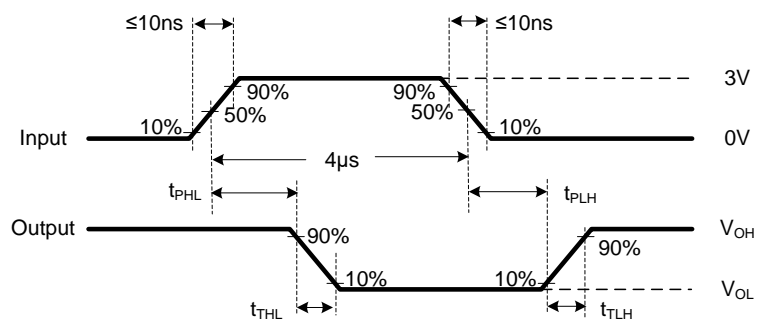 ≤10ns ≤10ns
90% 90% 3V
50% 50%
Input 10% 10% 0V
4µs
tPHL tPLH
Output VOH
90% 90%
10% 10% VOL
tTHL tTLH